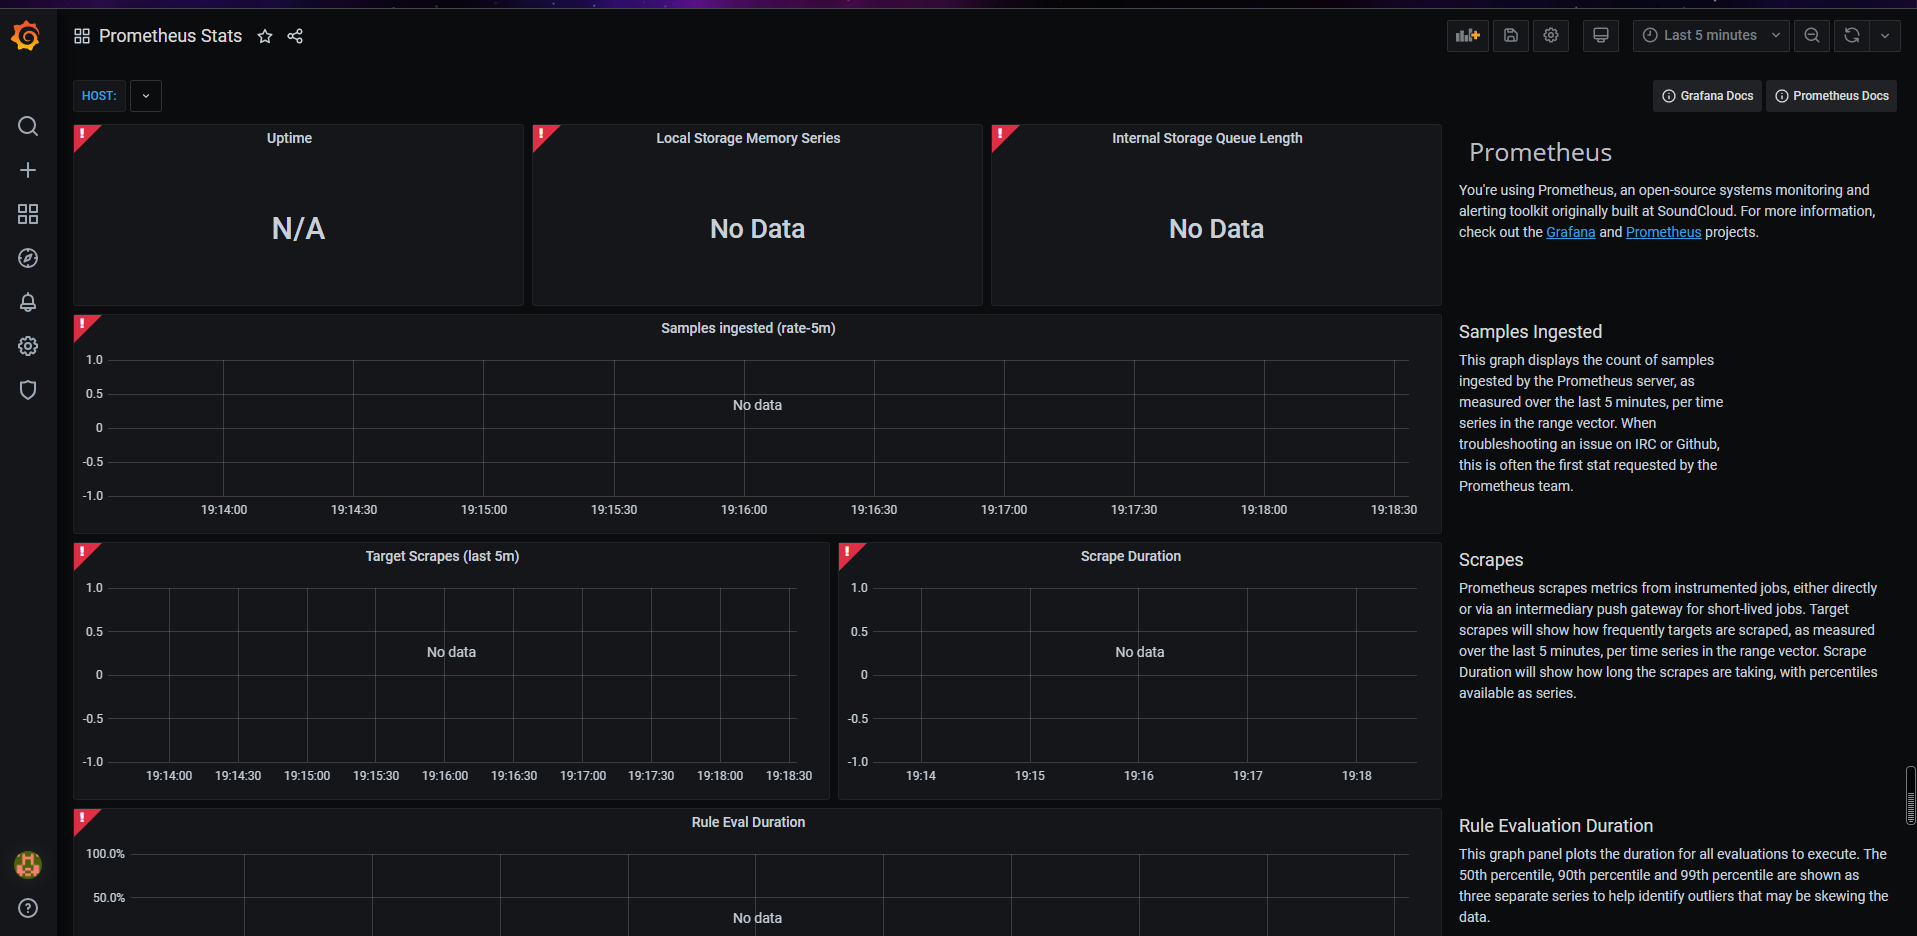 Prometheus Stats
Last 5 minutes
HOST:
Grafana Docs
Prometheus Docs
!
Uptime
N/A
!
Local Storage Memory Series
No Data
!
Internal Storage Queue Length
No Data
Prometheus
You're using Prometheus, an open-source systems monitoring and
alerting toolkit originally built at SoundCloud. For more information,
check out the Grafana and Prometheus projects.
!
Samples ingested (rate-5m)
1.0
0.5
0
-0.5
-1.0
No data
19:14:00 19:14:30 19:15:00 19:15:30 19:16:00 19:16:30 19:17:00 19:17:30 19:18:00 19:18:30
Samples Ingested
This graph displays the count of samples
ingested by the Prometheus server, as
measured over the last 5 minutes, per time
series in the range vector. When
troubleshooting an issue on IRC or Github,
this is often the first stat requested by the
Prometheus team.
!
Target Scrapes (last 5m)
1.0
0.5
0
-0.5
-1.0
No data
19:14:00 19:14:30 19:15:00 19:15:30 19:16:00 19:16:30 19:17:00 19:17:30 19:18:00 19:18:30
!
Scrape Duration
1.0
0.5
0
-0.5
-1.0
No data
19:14 19:15 19:16 19:17 19:18
Scrapes
Prometheus scrapes metrics from instrumented jobs, either directly
or via an intermediary push gateway for short-lived jobs. Target
scrapes will show how frequently targets are scraped, as measured
over the last 5 minutes, per time series in the range vector. Scrape
Duration will show how long the scrapes are taking, with percentiles
available as series.
!
Rule Eval Duration
100.0%
50.0%
No data
Rule Evaluation Duration
This graph panel plots the duration for all evaluations to execute. The
50th percentile, 90th percentile and 99th percentile are shown as
three separate series to help identify outliers that may be skewing the
data.